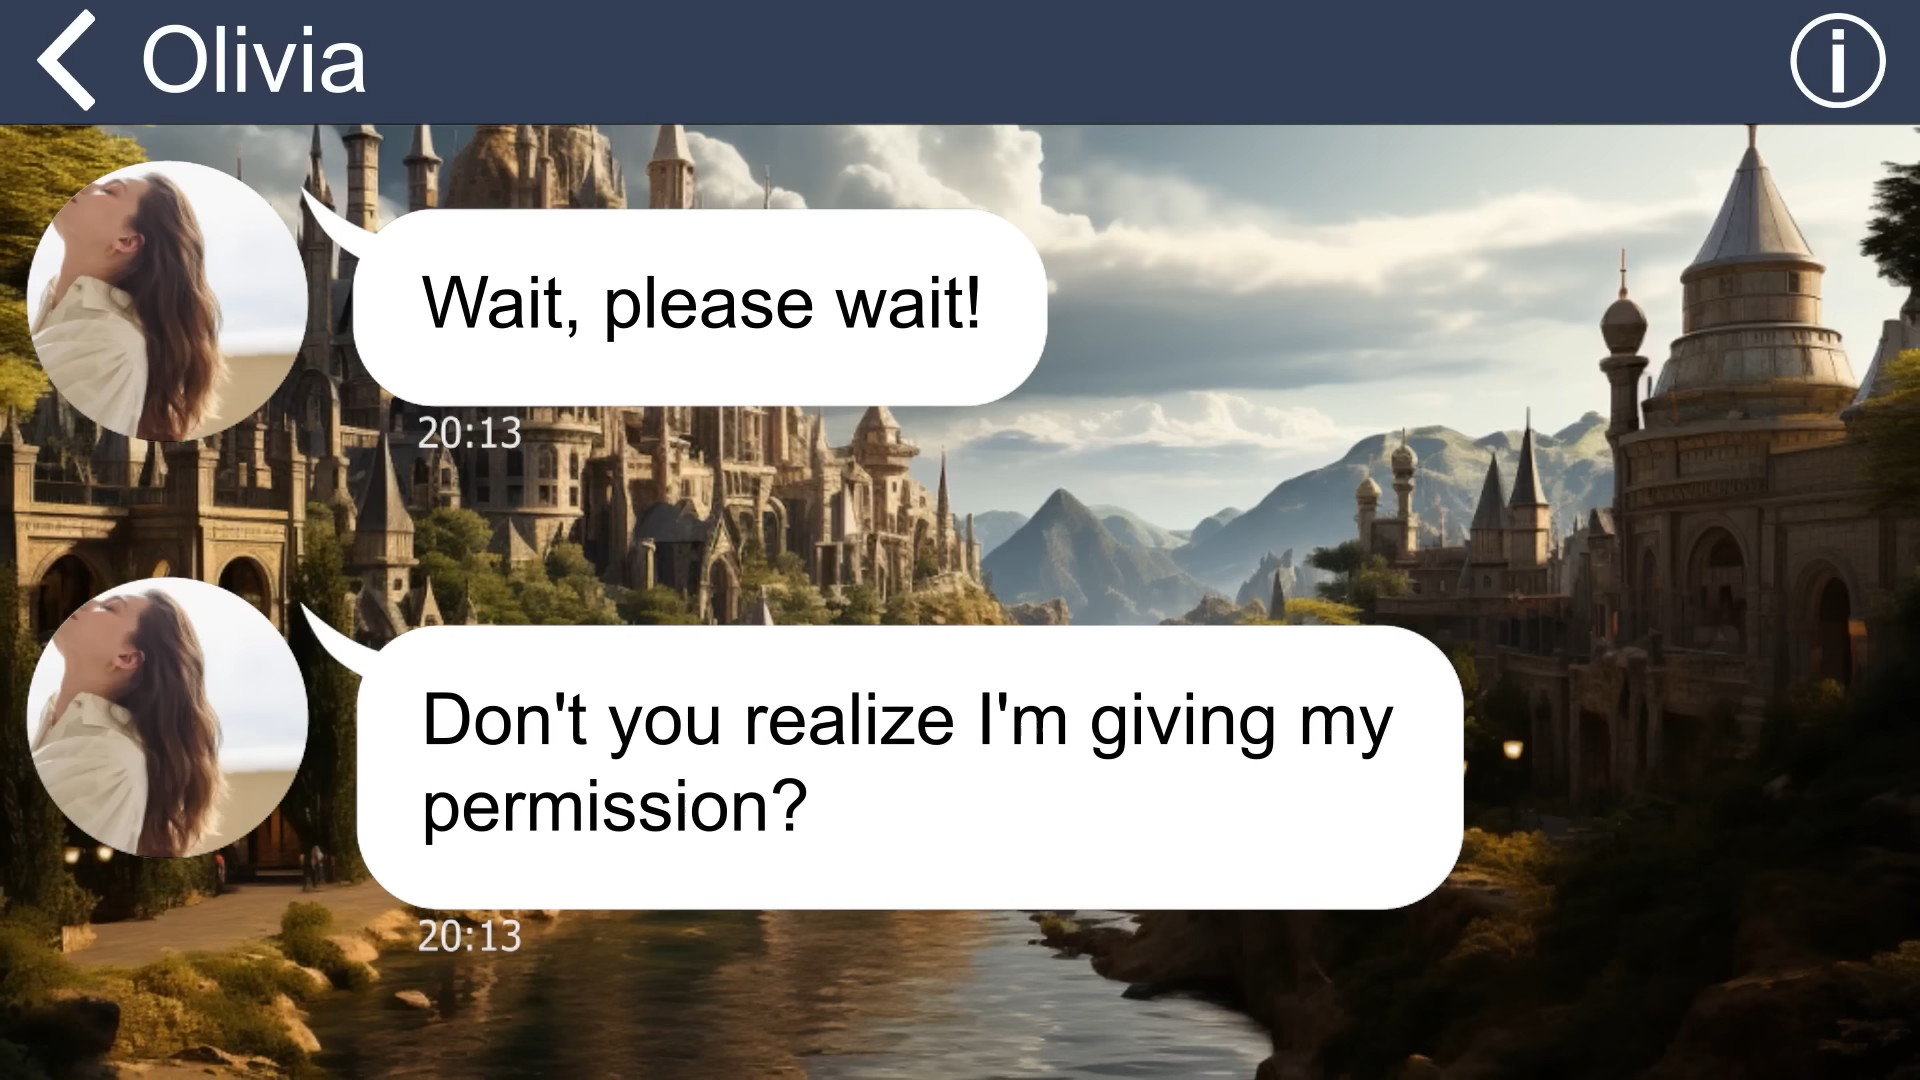 Olivia
Wait, please wait!
20:13
Don't you realize I'm giving my
permission?
20:13